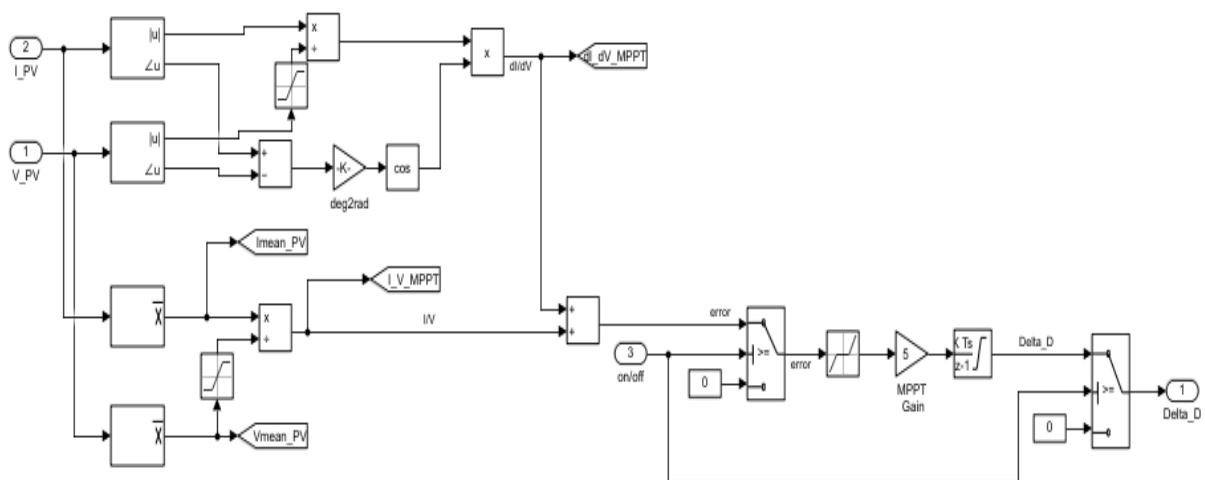 2
I_PV
|u|
∠u
x
÷
x
dI/dV
dI_dV_MPPT
1
V_PV
|u|
∠u
+
−
-K-
deg2rad
cos
Imean_PV
I_V_MPPT
X
x
÷
I/V
X
Vmean_PV
+
+
error
3
on/off
>=
0
error
5
MPPT
Gain
K Ts
z-1
Delta_D
>=
0
1
Delta_D